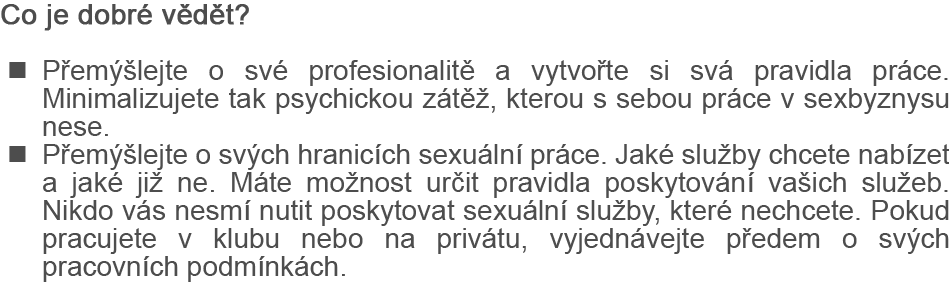 Co je dobré vědět?
■ Přemýšlejte o své profesionalitě a vytvořte si svá pravidla práce.
Minimalizujete tak psychickou zátěž, kterou s sebou práce v sexbyznysu
nese.
■ Přemýšlejte o svých hranicích sexuální práce. Jaké služby chcete nabízet
a jaké již ne. Máte možnost určit pravidla poskytování vašich služeb.
Nikdo vás nesmí nutit poskytovat sexuální služby, které nechcete. Pokud
pracujete v klubu nebo na privátu, vyjednávejte předem o svých
pracovních podmínkách.